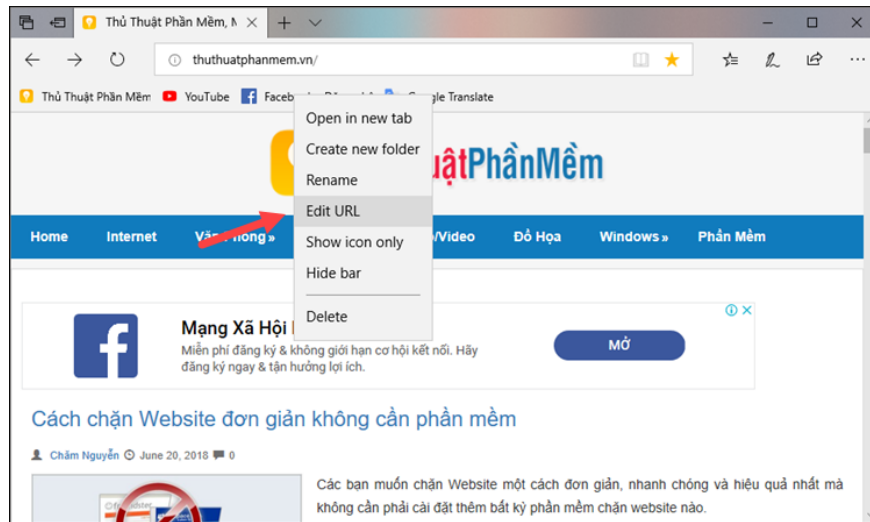 Thủ Thuật Phần Mềm, M
thuthuatphanmem.vn/
Thủ Thuật Phần Mềm YouTube Google Translate
Open in new tab
Create new folder
Rename
Edit URL
Show icon only
Hide bar
Delete
uậtPhầnMềm
Home Internet /Video Đồ Họa Windows » Phần Mềm
Mạng Xã Hội
Miễn phí đăng ký & không giới hạn cơ hội kết nối. Hãy
đăng ký ngay & tận hưởng lợi ích.
MỞ
Cách chặn Website đơn giản không cần phần mềm
Chăm Nguyễn June 20, 2018 0
Các bạn muốn chặn Website một cách đơn giản, nhanh chóng và hiệu quả nhất mà
không cần phải cài đặt thêm bất kỳ phần mềm chặn website nào.